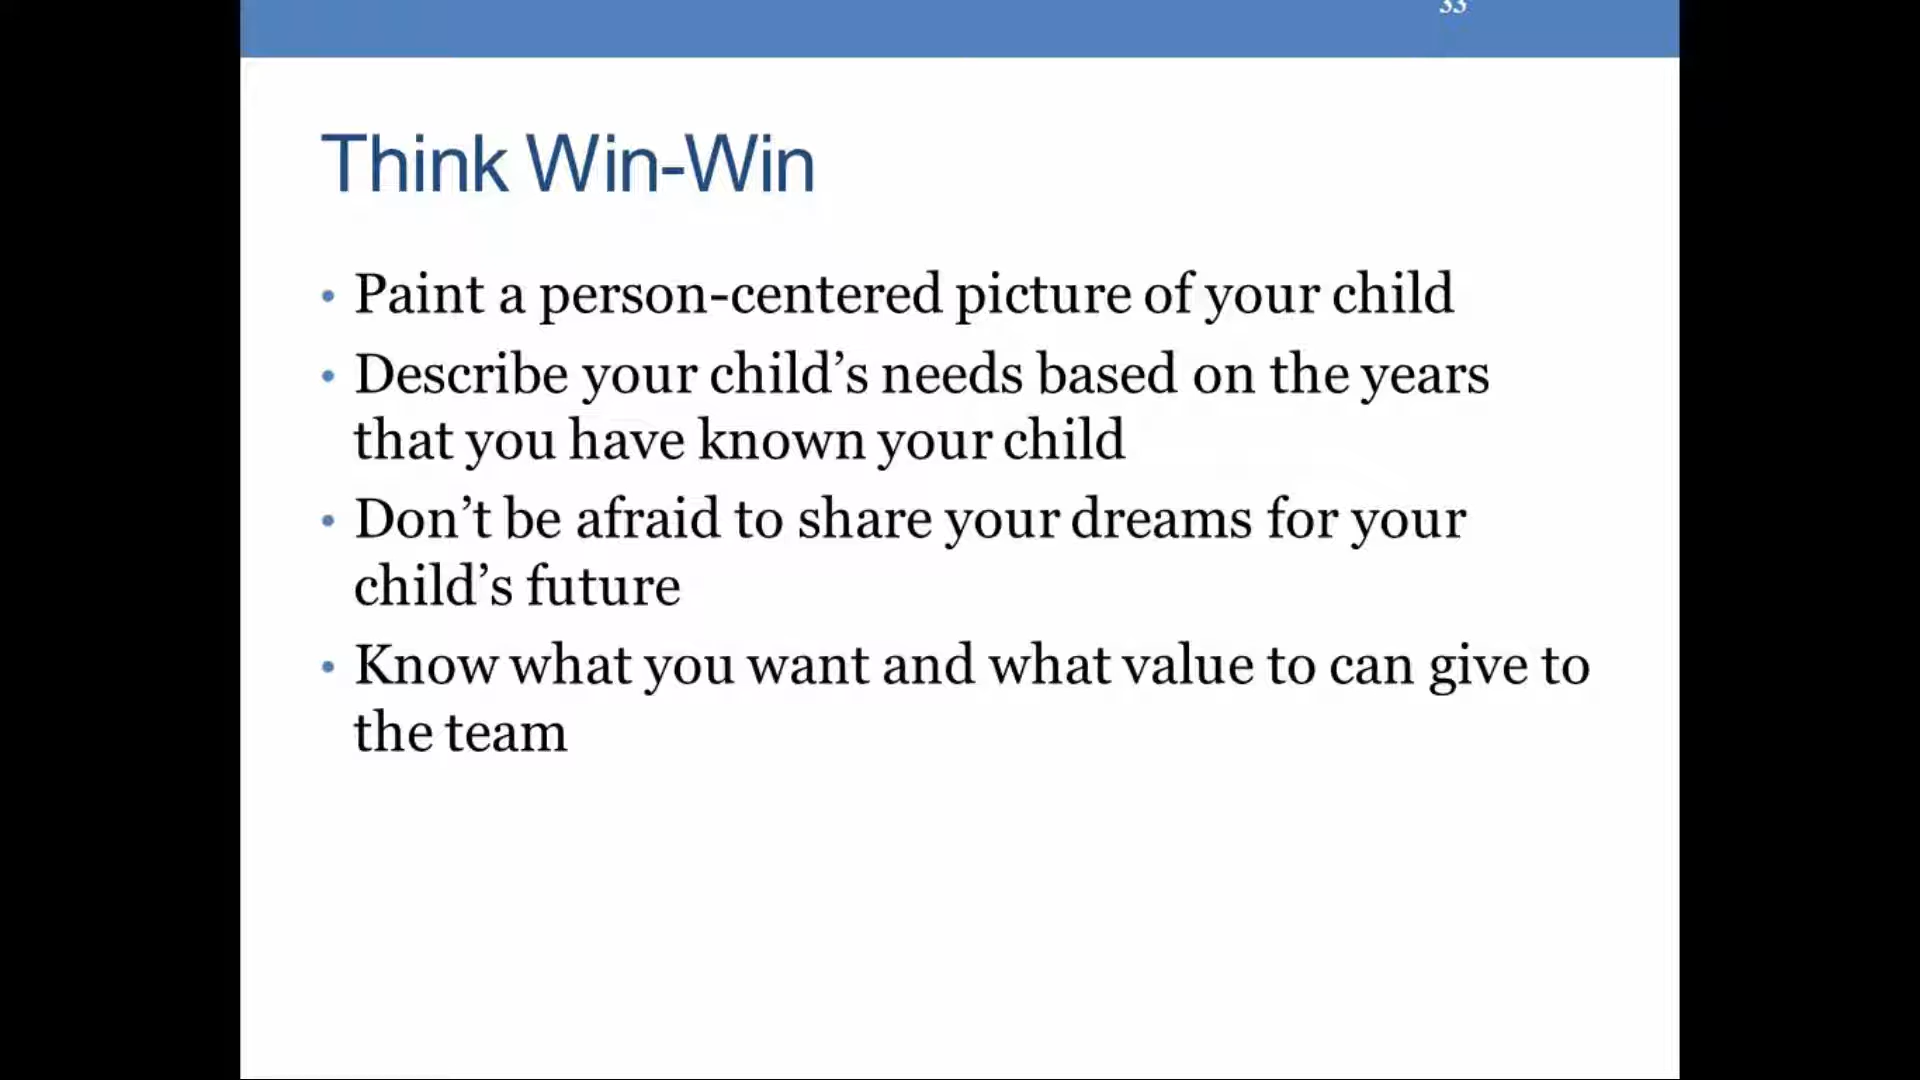 33
Think Win-Win
• Paint a person-centered picture of your child
• Describe your child’s needs based on the years
that you have known your child
• Don’t be afraid to share your dreams for your
child’s future
• Know what you want and what value to can give to
the team